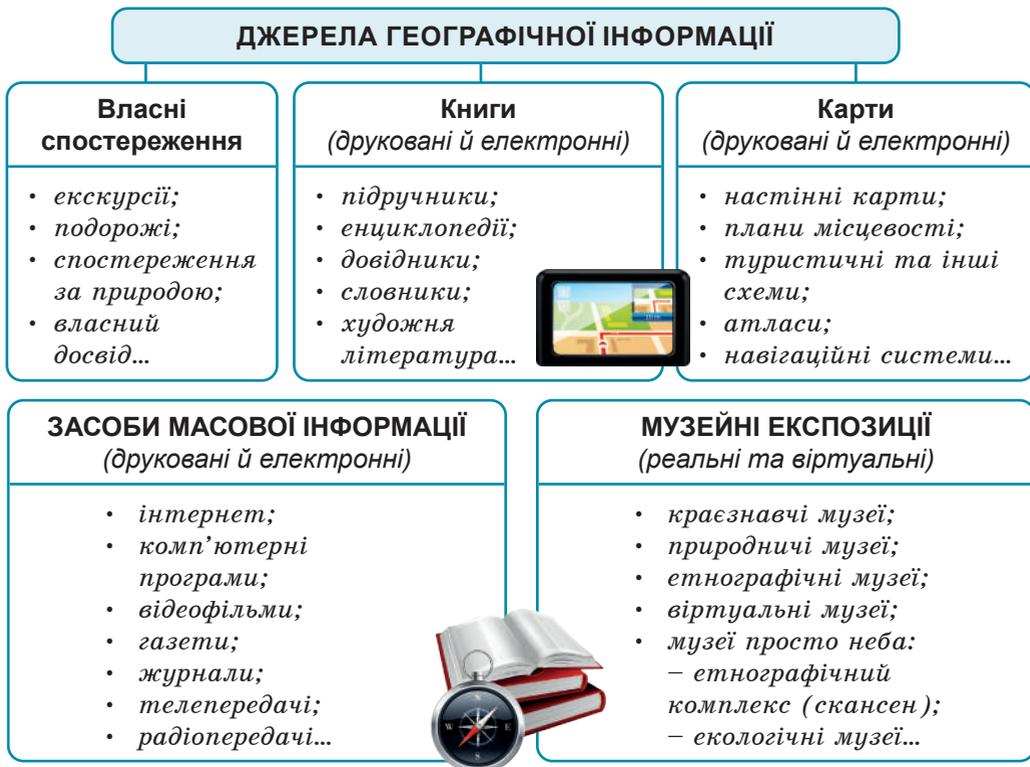 ДЖЕРЕЛА ГЕОГРАФІЧНОЇ ІНФОРМАЦІЇ
Власні
спостереження
• екскурсії;
• подорожі;
• спостереження
за природою;
• власний
досвід...
Книги
(друковані й електронні)
• підручники;
• енциклопедії;
• довідники;
• словники;
• художня
література...
Карти
(друковані й електронні)
• настінні карти;
• плани місцевості;
• туристичні та інші
схеми;
• атласи;
• навігаційні системи...
ЗАСОБИ МАСОВОЇ ІНФОРМАЦІЇ
(друковані й електронні)
• інтернет;
• комп’ютерні
програми;
• відеофільми;
• газети;
• журнали;
• телепередачі;
• радіопередачі...
W E
S
МУЗЕЙНІ ЕКСПОЗИЦІЇ
(реальні та віртуальні)
• краєзнавчі музеї;
• природничі музеї;
• етнографічні музеї;
• віртуальні музеї;
• музеї просто неба:
– етнографічний
комплекс (скансен);
– екологічні музеї...